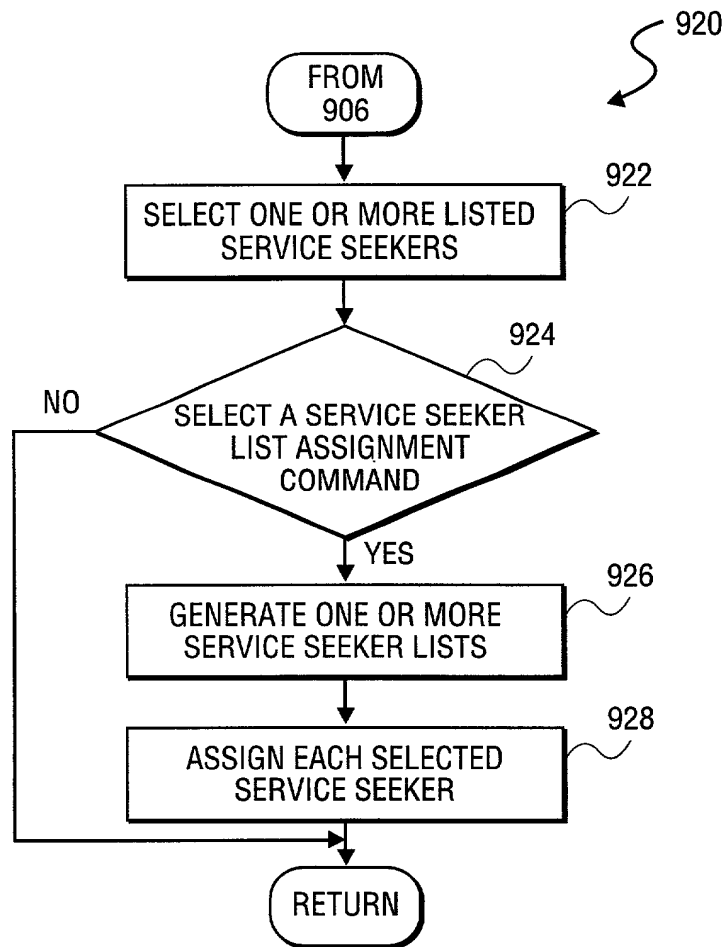 920
FROM
906
922
SELECT ONE OR MORE LISTED
SERVICE SEEKERS
924
NO
SELECT A SERVICE SEEKER
LIST ASSIGNMENT
COMMAND
YES
926
GENERATE ONE OR MORE
SERVICE SEEKER LISTS
928
ASSIGN EACH SELECTED
SERVICE SEEKER
RETURN